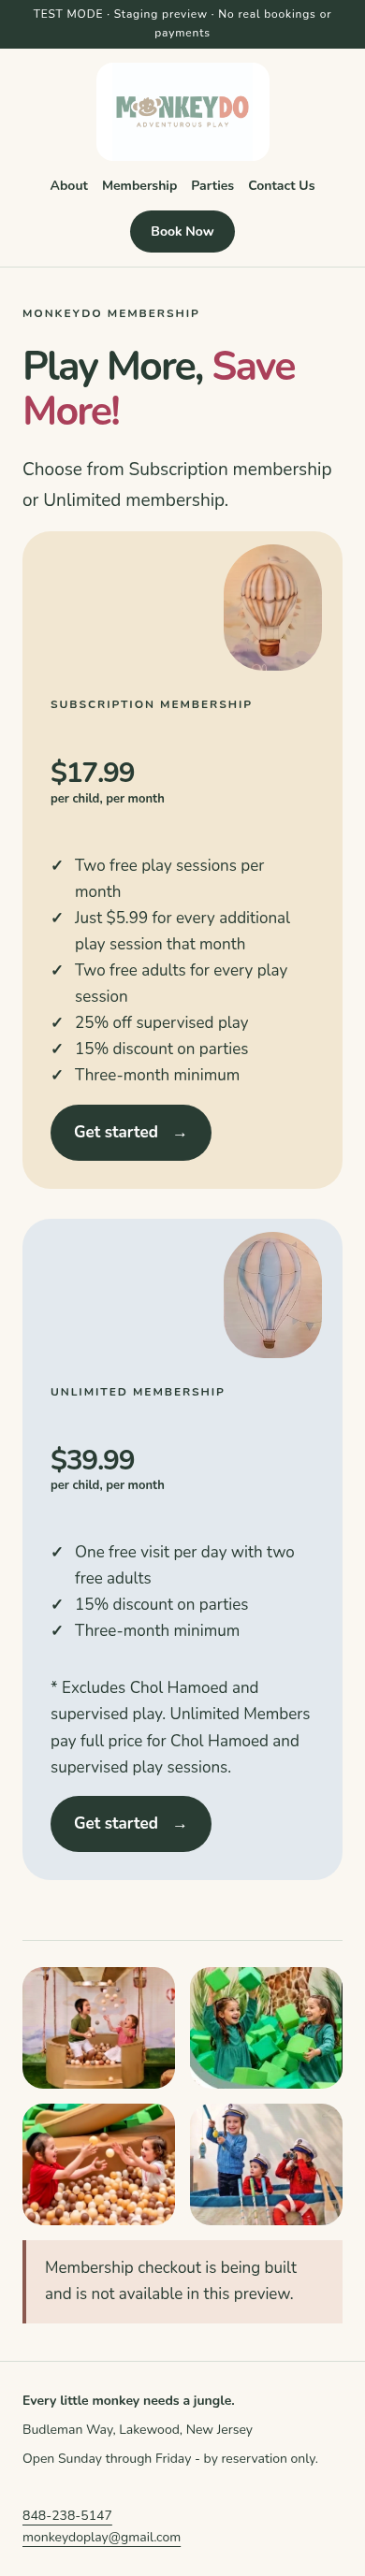 TEST MODE · Staging preview · No real bookings or
payments
MONKEYDO
ADVENTUROUS PLAY
About Membership Parties Contact Us
Book Now
MONKEYDO MEMBERSHIP
Play More, Save
More!
Choose from Subscription membership
or Unlimited membership.
SUBSCRIPTION MEMBERSHIP
$17.99
per child, per month
✓ Two free play sessions per
month
✓ Just $5.99 for every additional
play session that month
✓ Two free adults for every play
session
✓ 25% off supervised play
✓ 15% discount on parties
✓ Three-month minimum
Get started →
UNLIMITED MEMBERSHIP
$39.99
per child, per month
✓ One free visit per day with two
free adults
✓ 15% discount on parties
✓ Three-month minimum
* Excludes Chol Hamoed and
supervised play. Unlimited Members
pay full price for Chol Hamoed and
supervised play sessions.
Get started →
Membership checkout is being built
and is not available in this preview.
Every little monkey needs a jungle.
Budleman Way, Lakewood, New Jersey
Open Sunday through Friday - by reservation only.
848-238-5147
monkeydoplay@gmail.com